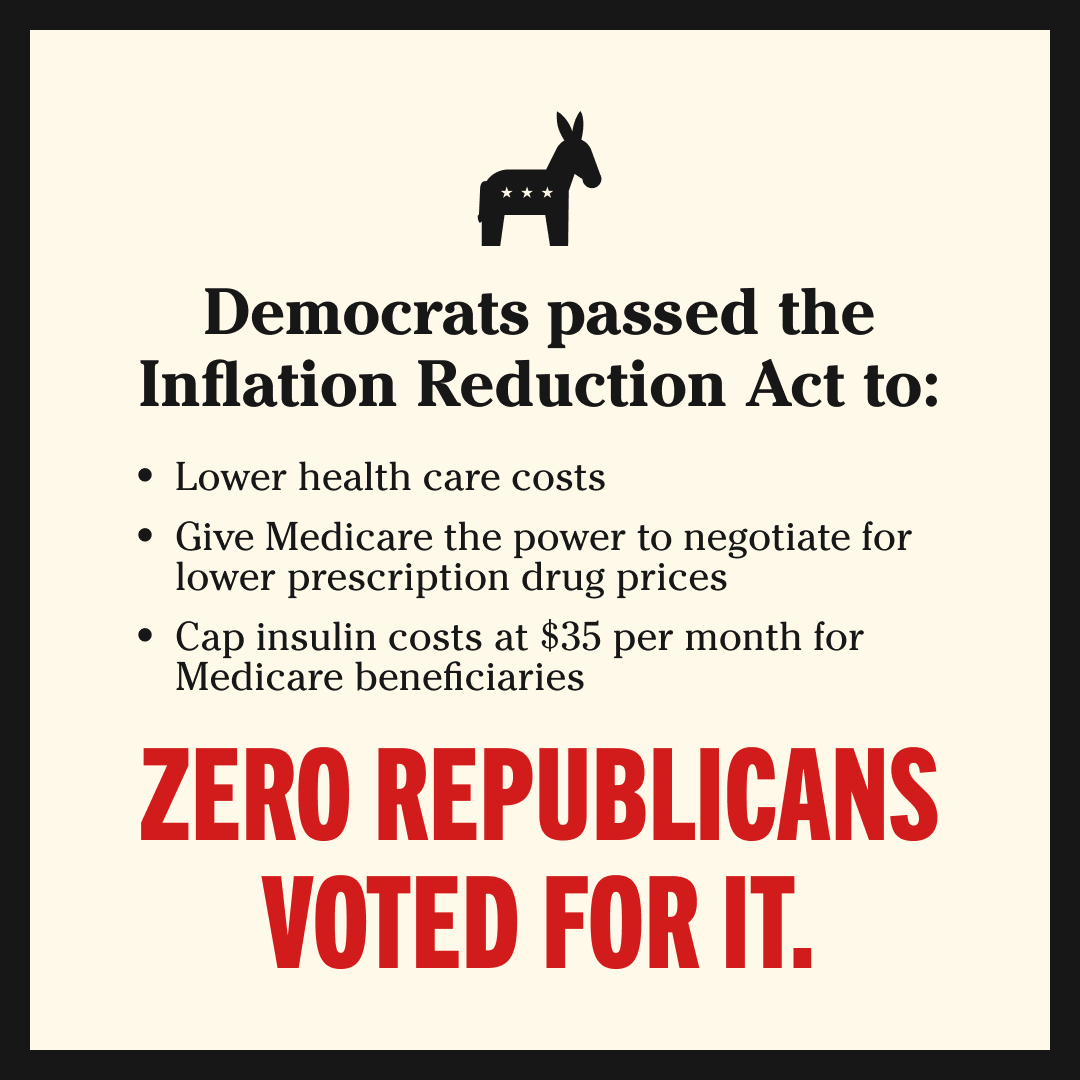 Democrats passed the
Inflation Reduction Act to:
• Lower health care costs
• Give Medicare the power to negotiate for
lower prescription drug prices
• Cap insulin costs at $35 per month for
Medicare beneficiaries
ZERO REPUBLICANS
VOTED FOR IT.